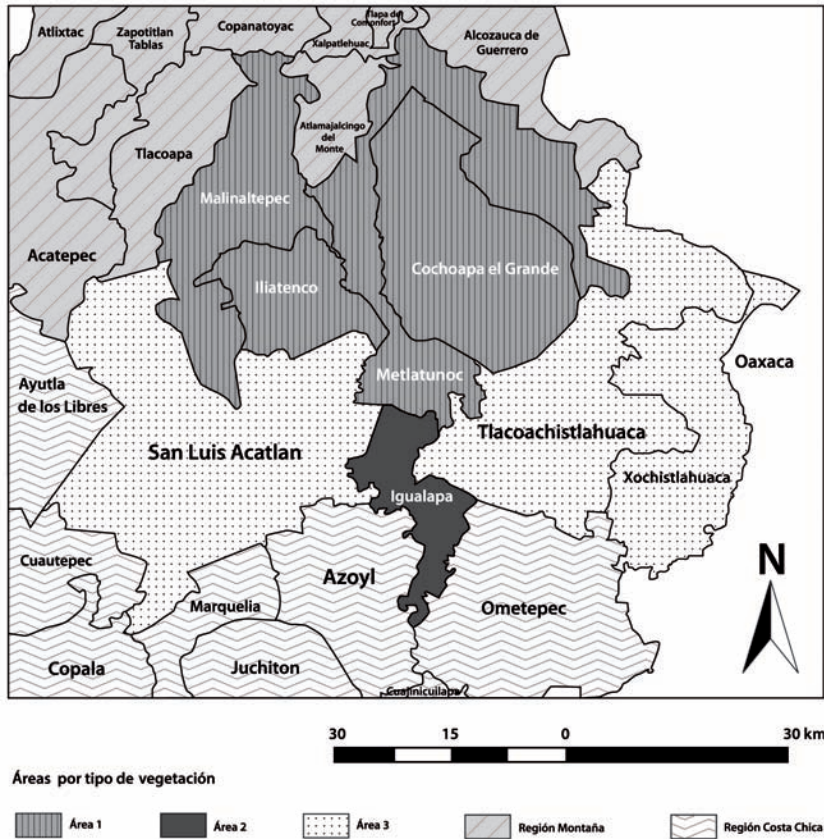 Atlixtac
Zapotitlan
Tablas
Copanatoyac
Tlapa de
Comonfort
Xalpatlehuac
Alcozauca de
Guerrero
Atlamajalcingo
del
Monte
Tlacoapa
Malinaltepec
Acatepec
Iliatenco
Cochoapa el Grande
Oaxaca
Metlatunoc
Ayutla
de los Libres
San Luis Acatlan
Tlacoachistlahuaca
Xochistlahuaca
Igualapa
Cuautepec
Azoyl
N
Marquelia
Ometepec
Copala
Juchiton
Cuajinicuilapa
30 15 0 30 km
Áreas por tipo de vegetación
Área 1 Área 2 Área 3 Región Montaña Región Costa Chica